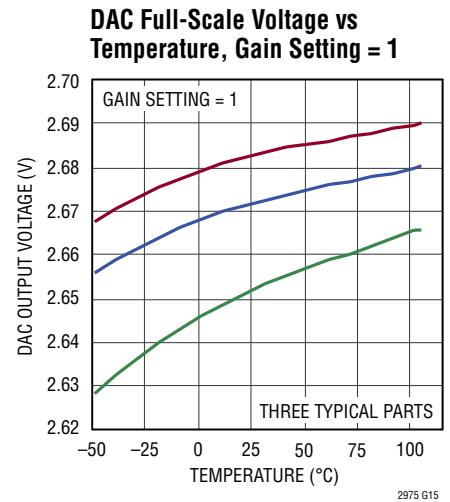 DAC Full-Scale Voltage vs
Temperature, Gain Setting = 1
2.70
GAIN SETTING = 1
2.69
2.68
2.67
2.66
2.65
2.64
2.63
2.62
DAC OUTPUT VOLTAGE (V)
THREE TYPICAL PARTS
–50 –25 0 25 50 75 100
TEMPERATURE (°C)
2975 G15